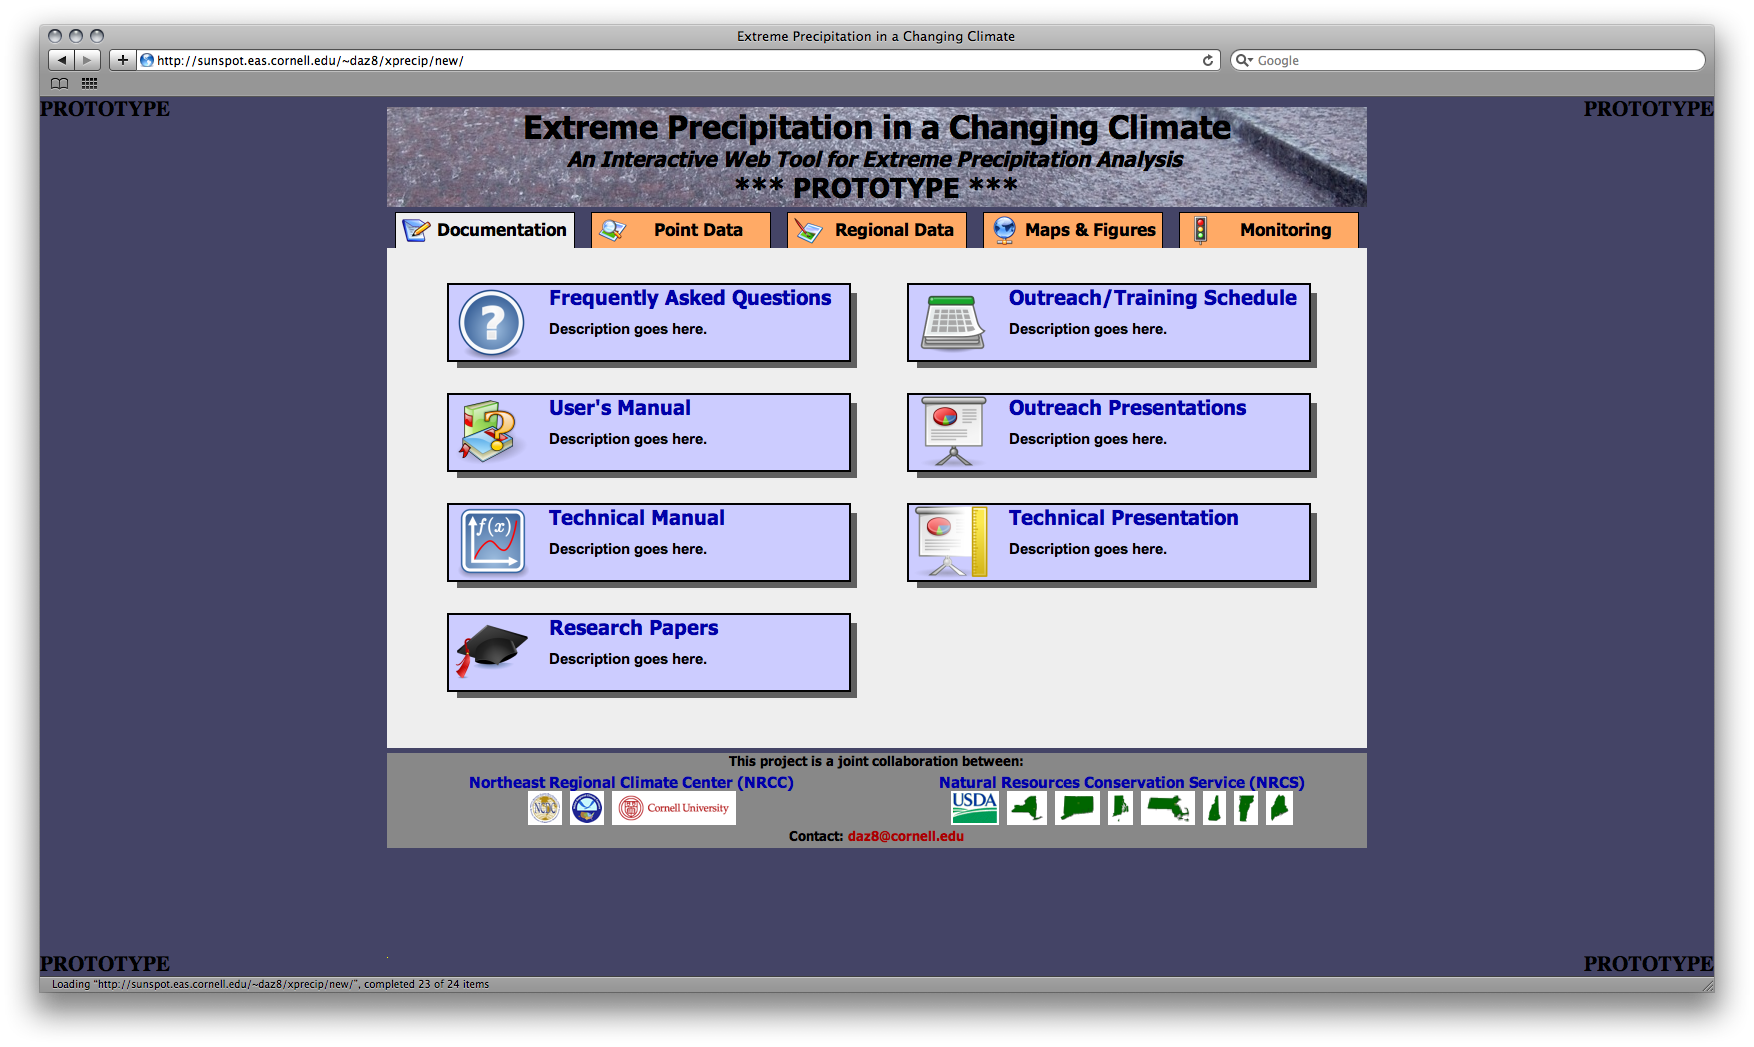 Extreme Precipitation in a Changing Climate
http://sunspot.eas.cornell.edu/~daz8/xprecip/new/
Google
PROTOTYPE
PROTOTYPE
Extreme Precipitation in a Changing Climate
An Interactive Web Tool for Extreme Precipitation Analysis
*** PROTOTYPE ***
Documentation
Point Data
Regional Data
Maps & Figures
Monitoring
Frequently Asked Questions
Description goes here.
Outreach/Training Schedule
Description goes here.
User's Manual
Description goes here.
Outreach Presentations
Description goes here.
f(x)
Technical Manual
Description goes here.
Technical Presentation
Description goes here.
Research Papers
Description goes here.
This project is a joint collaboration between:
Northeast Regional Climate Center (NRCC)
Natural Resources Conservation Service (NRCS)
NCDC
Cornell University
USDA
Contact: daz8@cornell.edu
PROTOTYPE
PROTOTYPE
Loading "http://sunspot.eas.cornell.edu/~daz8/xprecip/new/", completed 23 of 24 items